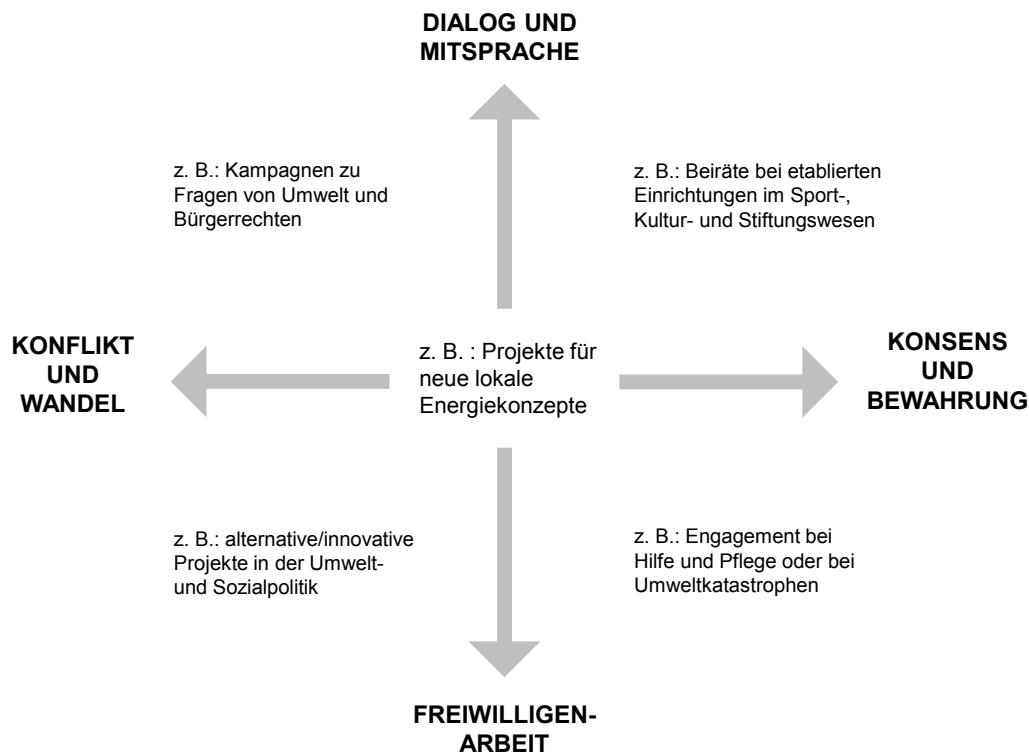 DIALOG UND
MITSPRACHE
z. B.: Kampagnen zu
Fragen von Umwelt und
Bürgerrechten
z. B.: Beiräte bei etablierten
Einrichtungen im Sport-,
Kultur- und Stiftungswesen
KONFLIKT
UND
WANDEL
z. B. : Projekte für
neue lokale
Energiekonzepte
KONSENS
UND
BEWAHRUNG
z. B.: alternative/innovative
Projekte in der Umwelt-
und Sozialpolitik
z. B.: Engagement bei
Hilfe und Pflege oder bei
Umweltkatastrophen
FREIWILLIGEN-
ARBEIT